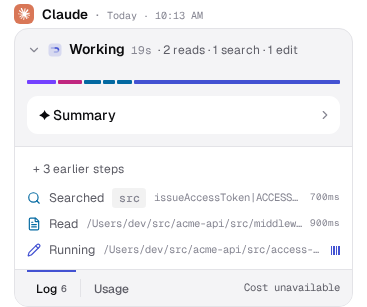 Claude · Today · 10:13 AM
Working 19s · 2 reads · 1 search · 1 edit
Summary
+ 3 earlier steps
Searched src issueAccessToken|ACCESS… 700ms
Read /Users/dev/src/acme-api/src/middlew… 900ms
Running /Users/dev/src/acme-api/src/access-…
Log 6 Usage Cost unavailable